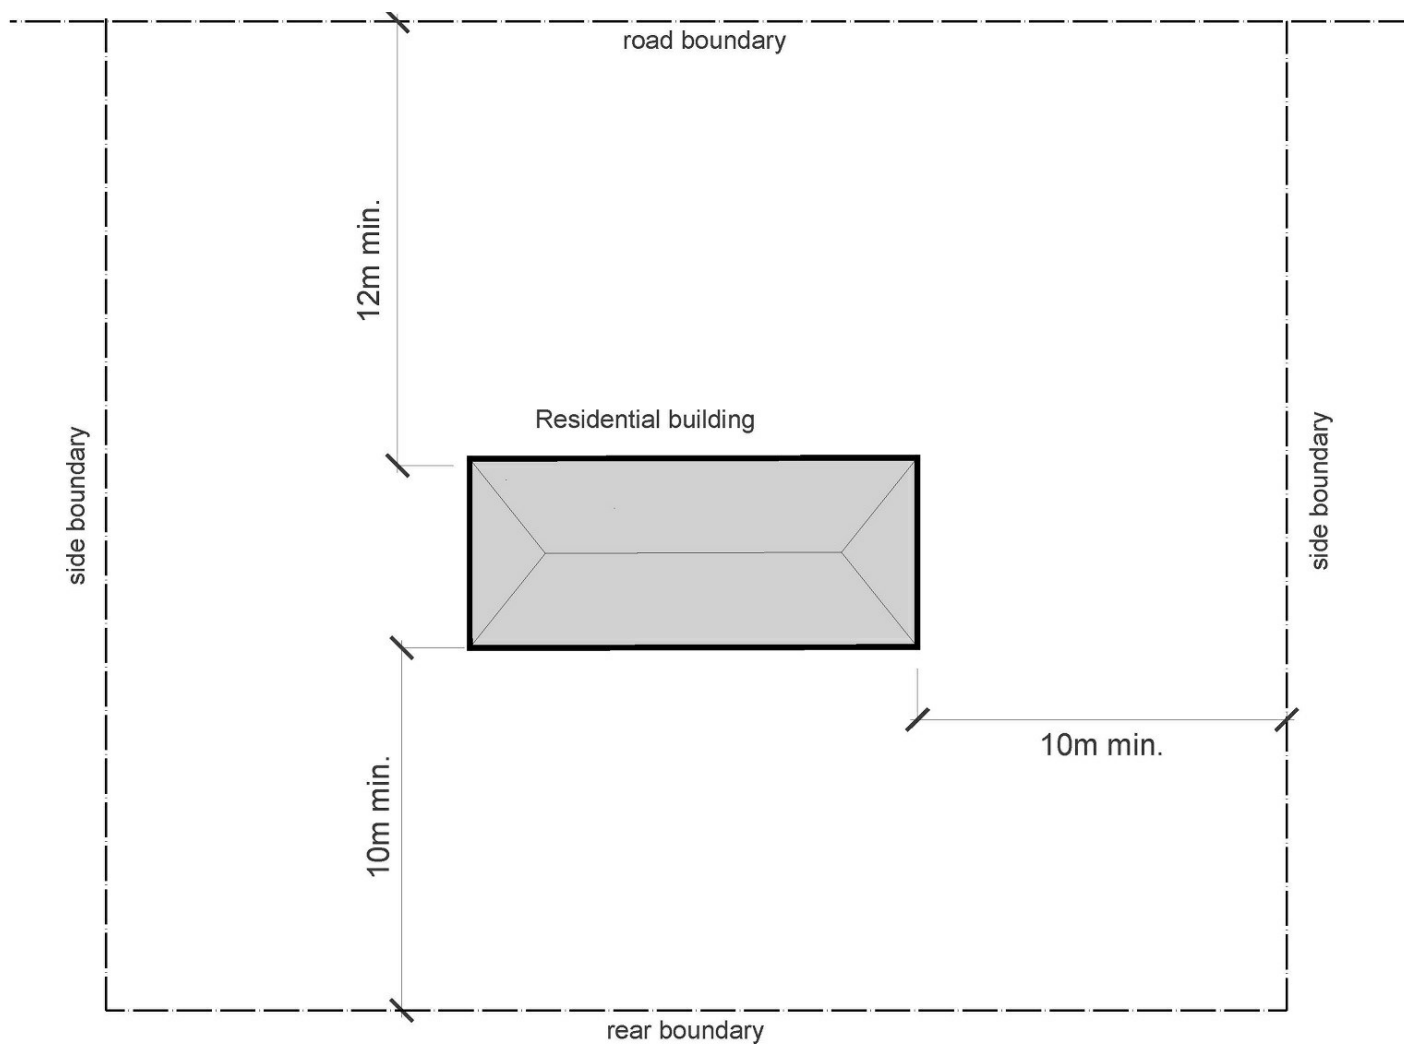 road boundary
12m min.
Residential building
side boundary
side boundary
10m min.
10m min.
rear boundary